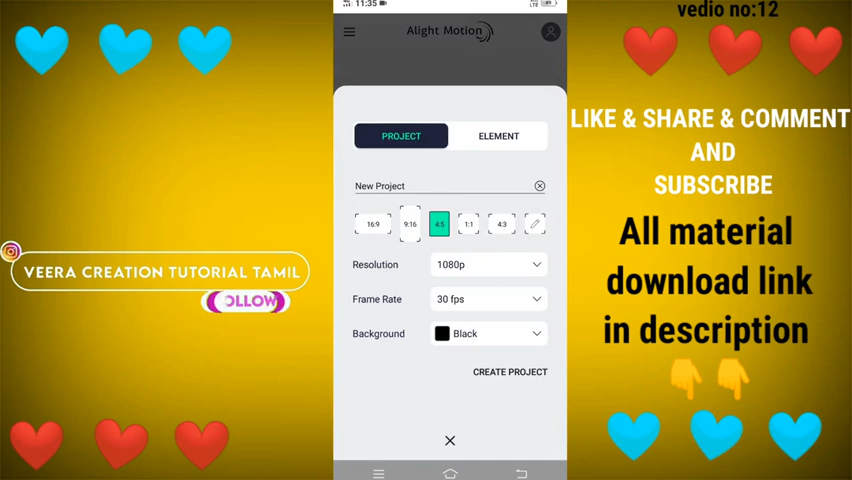 vedio no:12
11:35
Alight Motion
PROJECT
ELEMENT
New Project
16:9
9:16
4:5
1:1
4:3
Resolution
1080p
Frame Rate
30 fps
Background
Black
CREATE PROJECT
VEERA CREATION TUTORIAL TAMIL
OLLOW
LIKE & SHARE & COMMENT
AND
SUBSCRIBE
All material
download link
in description